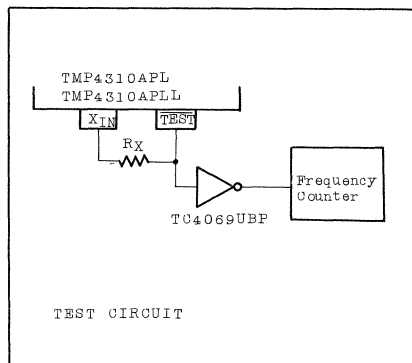 TMP4310APL
TMP4310APLL
XIN
TEST
RX
TC4069UBP
Frequency
Counter
TEST CIRCUIT